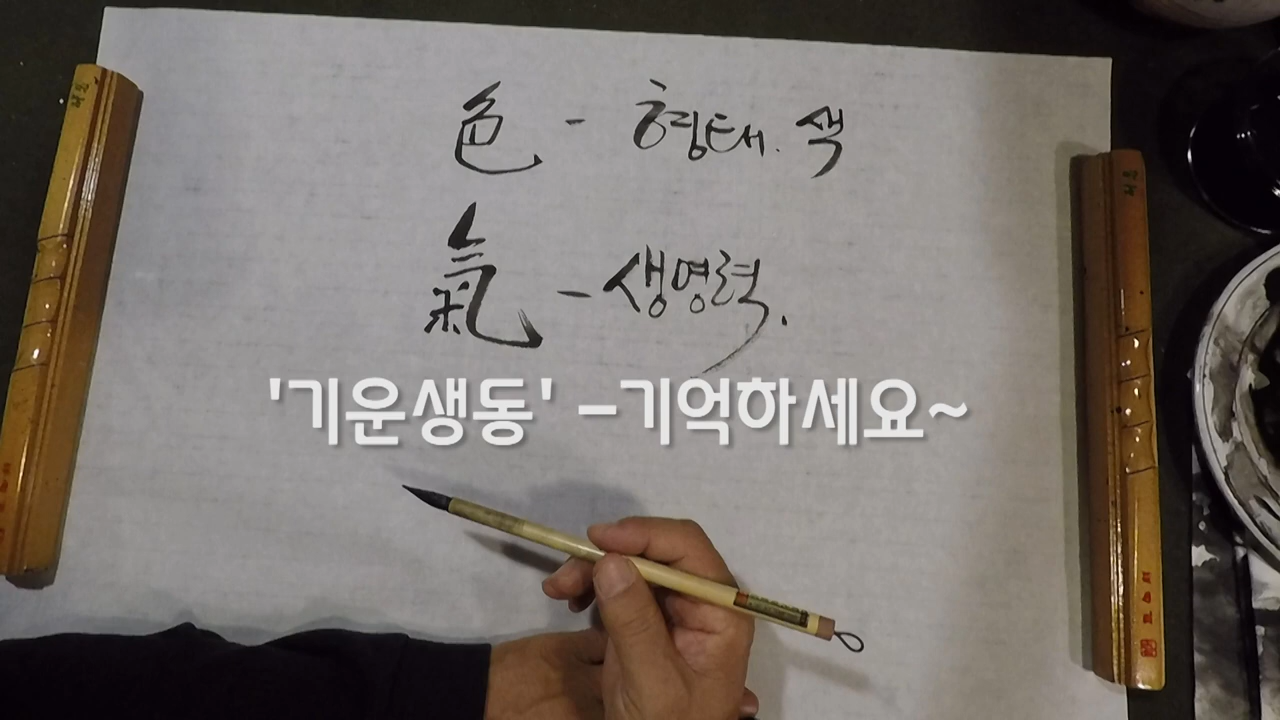 色 - 형태. 색
氣 - 생명력.
'기운생동' -기억하세요~